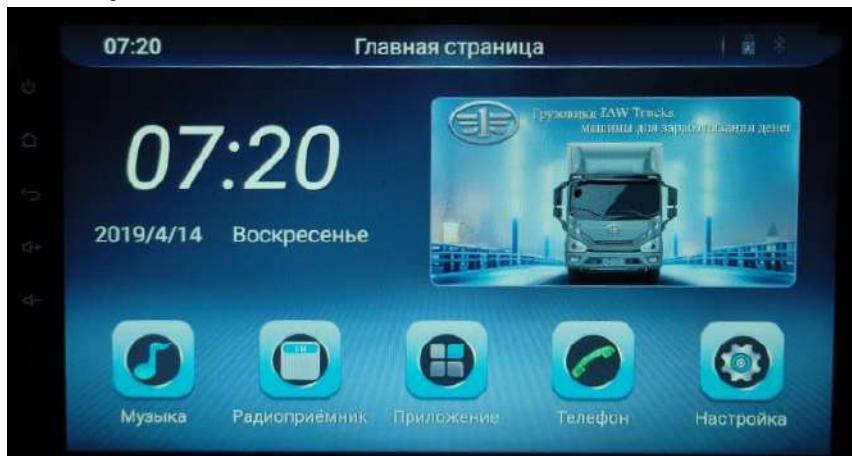 07:20
Главная страница
07:20
2019/4/14 Воскресенье
Грузовики FAW Trucks,
машины для зарабатывания денег
Музыка
Радиоприёмник
Приложение
Телефон
Настройка